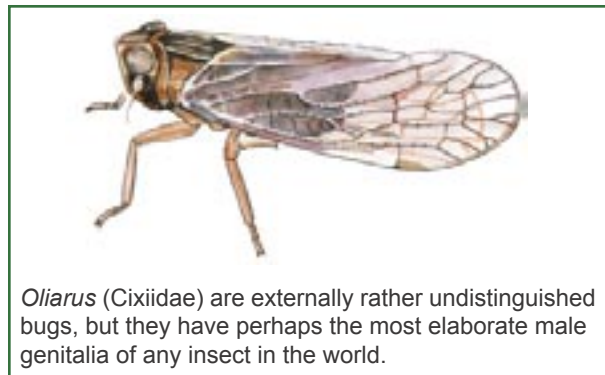 Oliarus (Cixiidae) are externally rather undistinguished
bugs, but they have perhaps the most elaborate male
genitalia of any insect in the world.